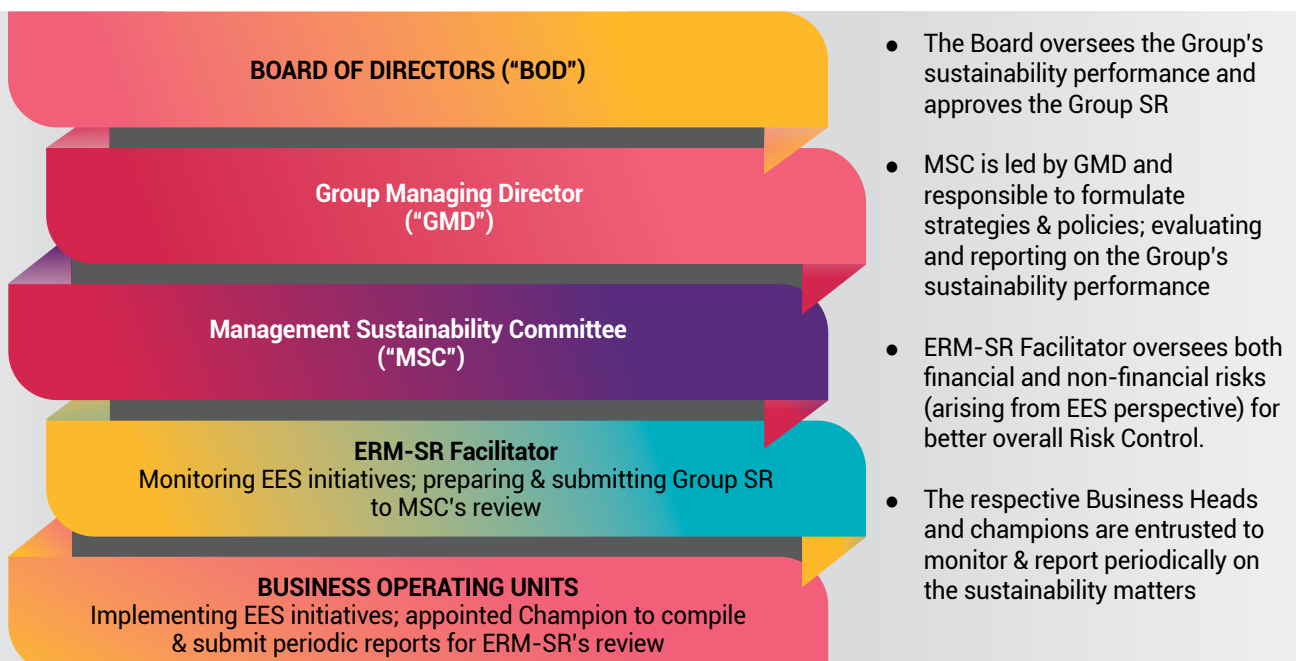 BOARD OF DIRECTORS (“BOD”)
Group Managing Director
(“GMD”)
Management Sustainability Committee
(“MSC”)
ERM-SR Facilitator
Monitoring EES initiatives; preparing & submitting Group SR
to MSC’s review
BUSINESS OPERATING UNITS
Implementing EES initiatives; appointed Champion to compile
& submit periodic reports for ERM-SR’s review
● The Board oversees the Group’s
sustainability performance and
approves the Group SR
● MSC is led by GMD and
responsible to formulate
strategies & policies; evaluating
and reporting on the Group’s
sustainability performance
● ERM-SR Facilitator oversees both
financial and non-financial risks
(arising from EES perspective) for
better overall Risk Control.
● The respective Business Heads
and champions are entrusted to
monitor & report periodically on
the sustainability matters